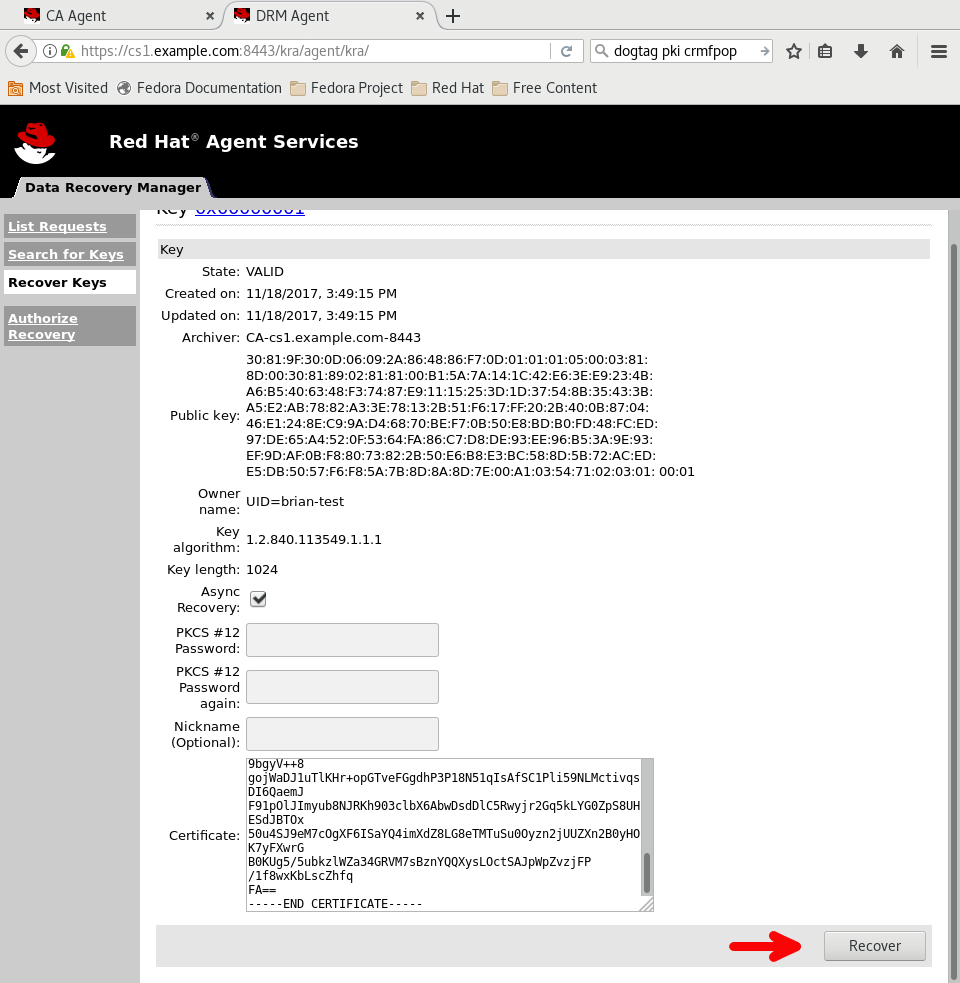 CA Agent
DRM Agent
https://cs1.example.com:8443/kra/agent/kra/
dogtag pki crmfpop
Most Visited
Fedora Documentation
Fedora Project
Red Hat
Free Content
Red Hat® Agent Services
Data Recovery Manager
List Requests
Search for Keys
Recover Keys
Authorize
Recovery
Key 0x00000001
Key
State: VALID
Created on: 11/18/2017, 3:49:15 PM
Updated on: 11/18/2017, 3:49:15 PM
Archiver: CA-cs1.example.com-8443
Public key:
30:81:9F:30:0D:06:09:2A:86:48:86:F7:0D:01:01:01:05:00:03:81:
8D:00:30:81:89:02:81:81:00:B1:5A:7A:14:1C:42:E6:3E:E9:23:4B:
A6:B5:40:63:48:F3:74:87:E9:11:15:25:3D:1D:37:54:8B:35:43:3B:
A5:E2:AB:78:82:A3:3E:78:13:2B:51:F6:17:FF:20:2B:40:0B:87:04:
46:E1:24:8E:C9:9A:D4:68:70:BE:F7:0B:50:E8:BD:B0:FD:48:FC:ED:
97:DE:65:A4:52:0F:53:64:FA:86:C7:D8:DE:93:EE:96:B5:3A:9E:93:
EF:9D:AF:0B:F8:80:73:82:2B:50:E6:B8:E3:BC:58:8D:5B:72:AC:ED:
E5:DB:50:57:F6:F8:5A:7B:8D:8A:8D:7E:00:A1:03:54:71:02:03:01: 00:01
Owner
name: UID=brian-test
Key
algorithm: 1.2.840.113549.1.1.1
Key length: 1024
Async
Recovery:
PKCS #12
Password:
PKCS #12
Password
again:
Nickname
(Optional):
Certificate:
9bgyV++8
gojWaDJ1uTlKHr+opGTveFGgdhP3P18N51qIsAfSC1Pli59NLMctivqs
DI6QaemJ
F91pOlJImyub8NJRKh903clbX6AbwDsdDlC5Rwyjr2Gq5kLYG0ZpS8UH
ESdJBTOx
50u4SJ9eM7cOgXF6ISaYQ4imXdZ8LG8eTMTuSu0Oyzn2jUUZXn2B0yHO
K7yFXwrG
B0KUg5/5ubkzlWZa34GRVM7sBznYQQXysLOctSAJpWpZvzjFP
/1f8wxKbLscZhfq
FA==
-----END CERTIFICATE-----
Recover